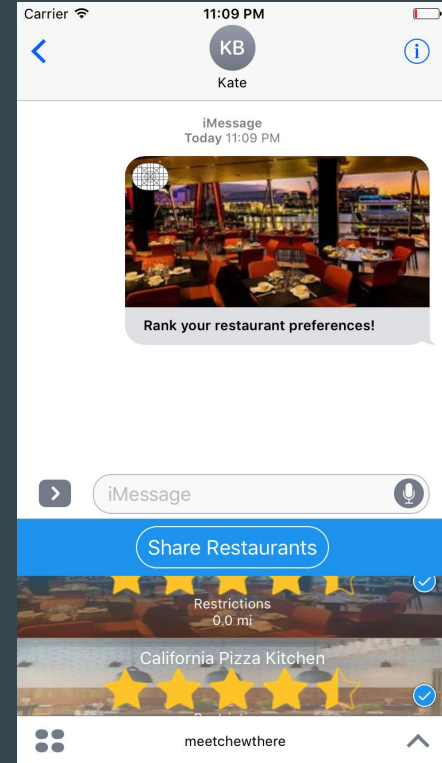 Carrier
11:09 PM
KB
Kate
iMessage
Today 11:09 PM
Rank your restaurant preferences!
iMessage
Share Restaurants
Restrictions
0.0 mi
California Pizza Kitchen
meetchewthere